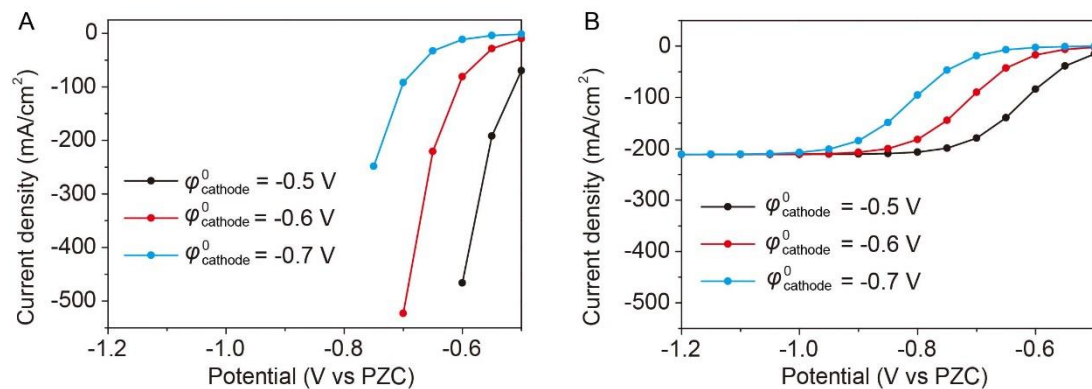 A
Current density (mA/cm²)
0
-100
-200
-300
-400
-500
φ⁰cathode = -0.5 V
φ⁰cathode = -0.6 V
φ⁰cathode = -0.7 V
-1.2 -1.0 -0.8 -0.6
Potential (V vs PZC)
B
Current density (mA/cm²)
0
-100
-200
-300
-400
-500
φ⁰cathode = -0.5 V
φ⁰cathode = -0.6 V
φ⁰cathode = -0.7 V
-1.2 -1.0 -0.8 -0.6
Potential (V vs PZC)